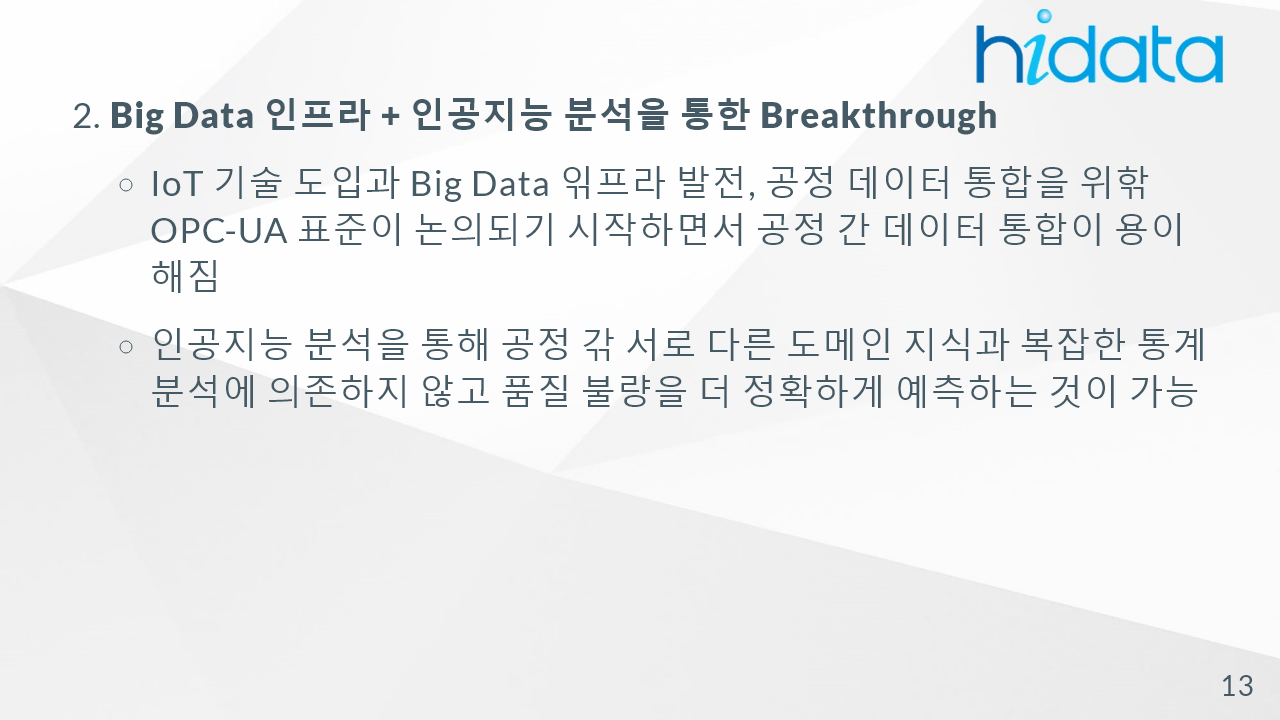 hidata
2. Big Data 인프라 + 인공지능 분석을 통한 Breakthrough
IoT 기술 도입과 Big Data 읶프라 발전, 공정 데이터 통합을 위핚
OPC-UA 표준이 논의되기 시작하면서 공정 간 데이터 통합이 용이
해짐
인공지능 분석을 통해 공정 갂 서로 다른 도메인 지식과 복잡한 통계
분석에 의존하지 않고 품질 불량을 더 정확하게 예측하는 것이 가능
13